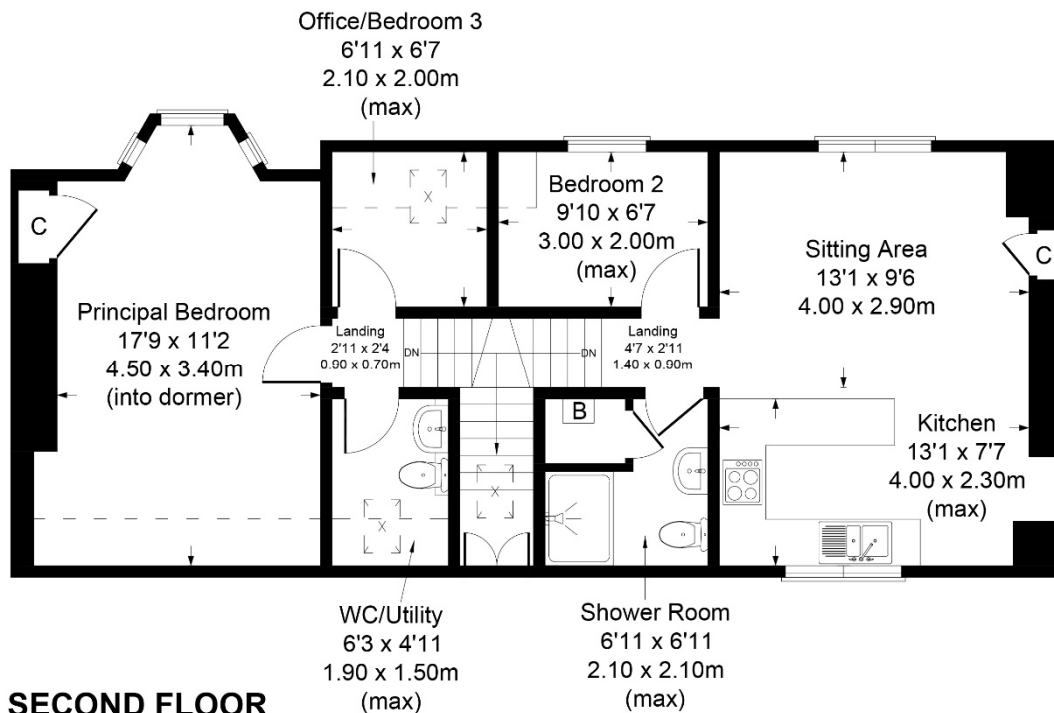 Office/Bedroom 3
6'11 x 6'7
2.10 x 2.00m
(max)
C
Principal Bedroom
17'9 x 11'2
4.50 x 3.40m
(into dormer)
X
Bedroom 2
9'10 x 6'7
3.00 x 2.00m
(max)
Sitting Area
13'1 x 9'6
4.00 x 2.90m
C
Landing
2'11 x 2'4
0.90 x 0.70m
DN
DN
Landing
4'7 x 2'11
1.40 x 0.90m
B
X
X
Kitchen
13'1 x 7'7
4.00 x 2.30m
(max)
WC/Utility
6'3 x 4'11
1.90 x 1.50m
(max)
Shower Room
6'11 x 6'11
2.10 x 2.10m
(max)
SECOND FLOOR